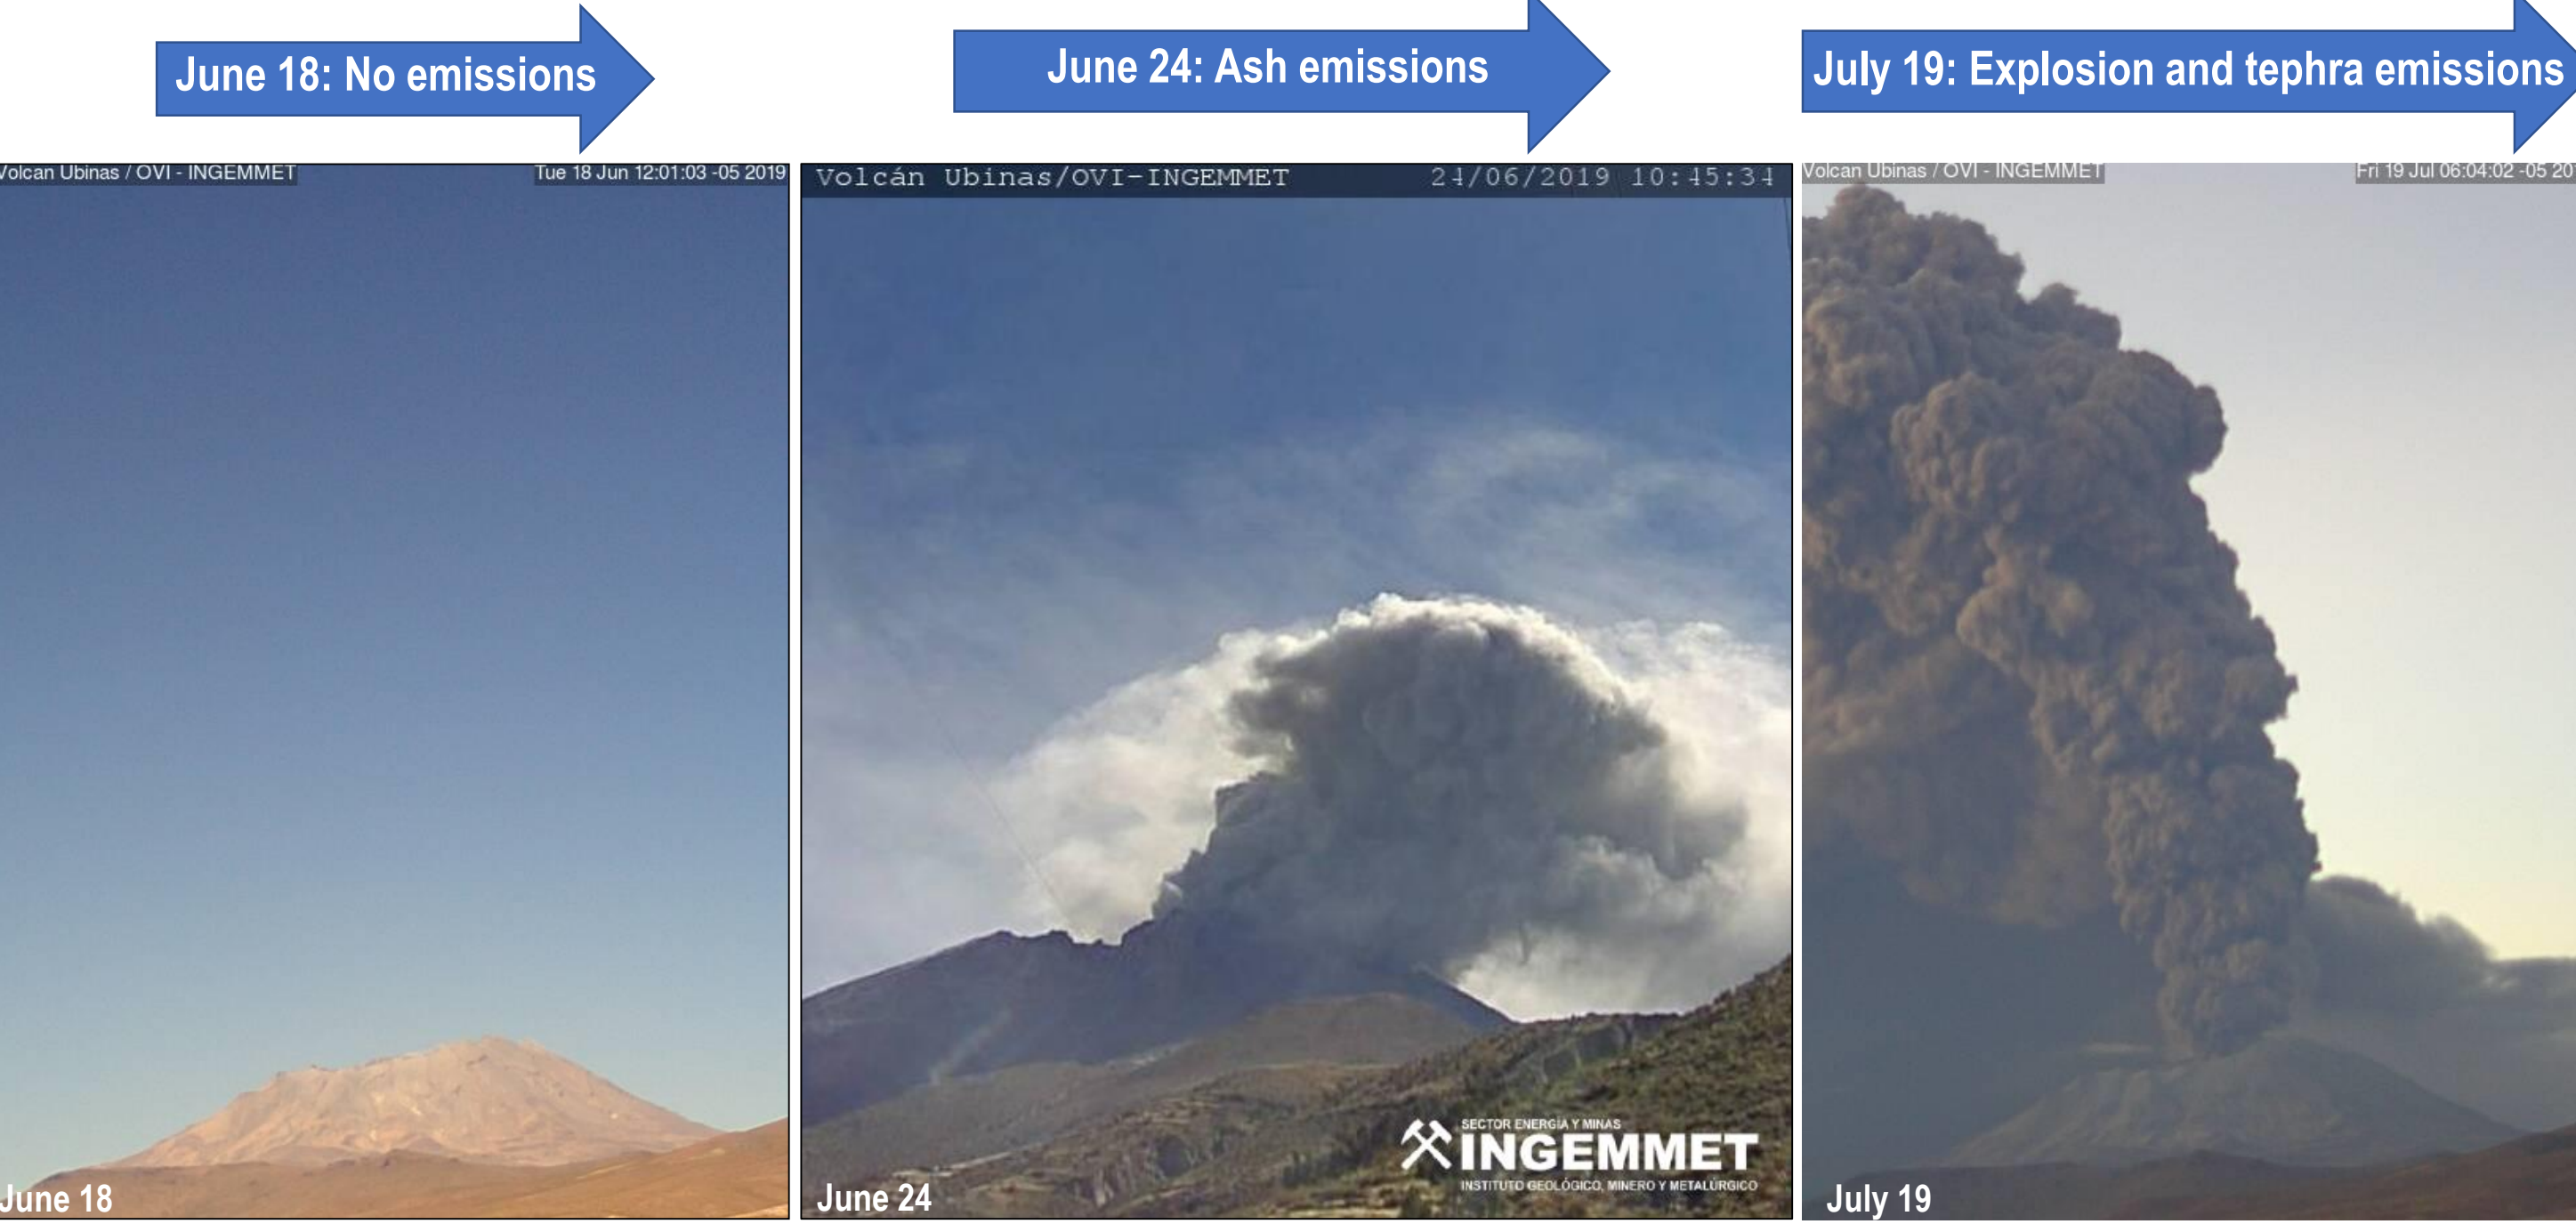 June 18: No emissions
June 24: Ash emissions
July 19: Explosion and tephra emissions
Volcan Ubinas / OVI - INGEMMET
Tue 18 Jun 12:01:03 -05 2019
Volcán Ubinas/OVI-INGEMMET
24/06/2019 10:45:34
Volcan Ubinas / OVI - INGEMMET
Fri 19 Jul 06:04:02 -05 201
SECTOR ENERGÍA Y MINAS
INGEMMET
INSTITUTO GEOLÓGICO, MINERO Y METALÚRGICO
June 18
June 24
July 19